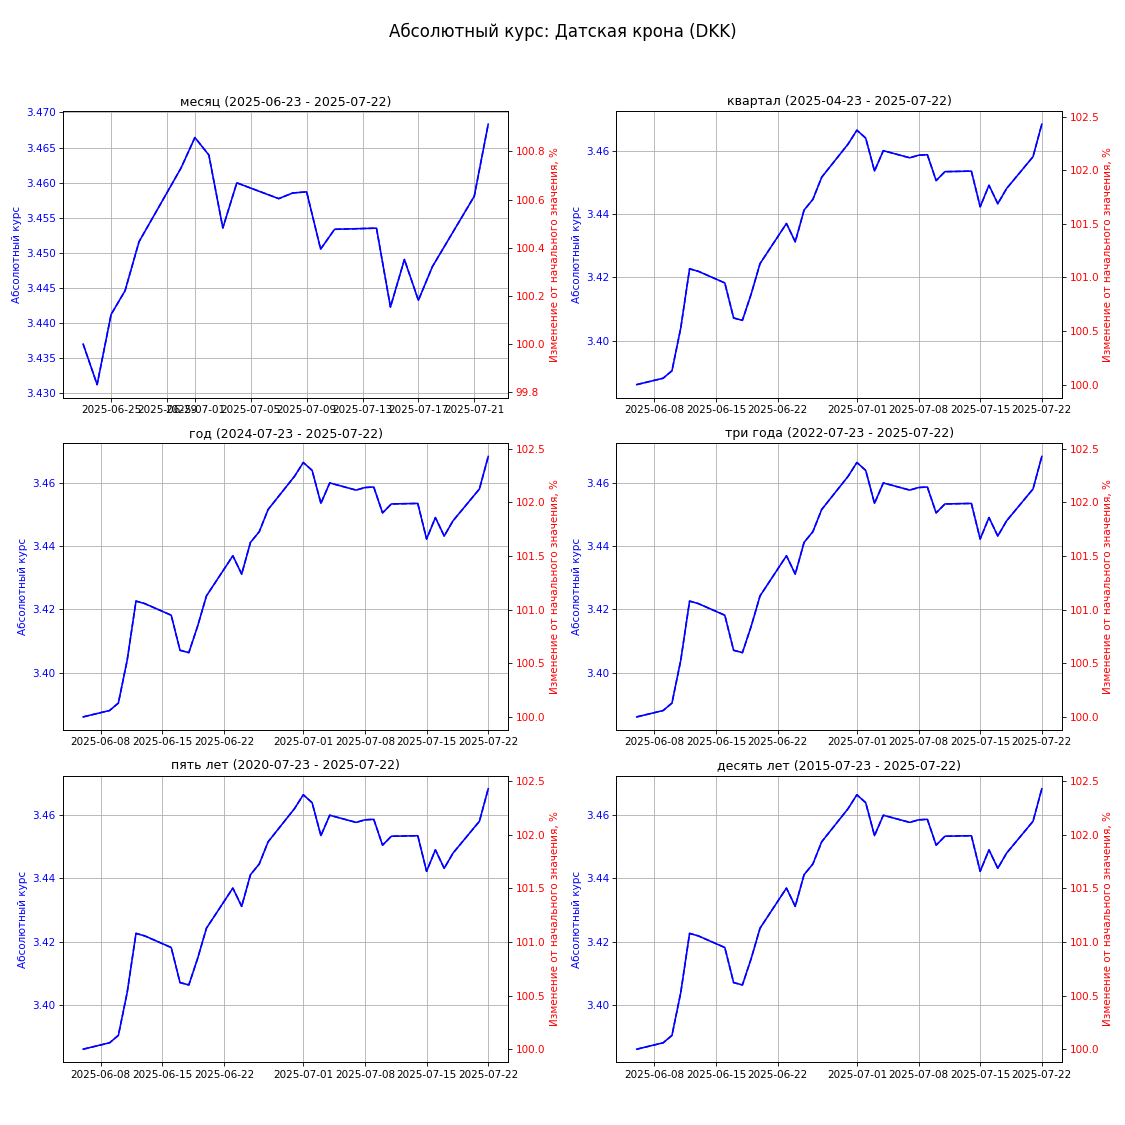 Абсолютный курс: Датская крона (DKK)
месяц (2025-06-23 - 2025-07-22)
Абсолютный курс
3.470
3.465
3.460
3.455
3.450
3.445
3.440
3.435
3.430
100.8
100.6
100.4
100.2
100.0
99.8
Изменение от начального значения, %
2025-06-25 2025-06-29 2025-07-01 2025-07-05 2025-07-09 2025-07-13 2025-07-17 2025-07-21
квартал (2025-04-23 - 2025-07-22)
Абсолютный курс
3.46
3.44
3.42
3.40
102.5
102.0
101.5
101.0
100.5
100.0
Изменение от начального значения, %
2025-06-08 2025-06-15 2025-06-22 2025-07-01 2025-07-08 2025-07-15 2025-07-22
год (2024-07-23 - 2025-07-22)
Абсолютный курс
3.46
3.44
3.42
3.40
102.5
102.0
101.5
101.0
100.5
100.0
Изменение от начального значения, %
2025-06-08 2025-06-15 2025-06-22 2025-07-01 2025-07-08 2025-07-15 2025-07-22
три года (2022-07-23 - 2025-07-22)
Абсолютный курс
3.46
3.44
3.42
3.40
102.5
102.0
101.5
101.0
100.5
100.0
Изменение от начального значения, %
2025-06-08 2025-06-15 2025-06-22 2025-07-01 2025-07-08 2025-07-15 2025-07-22
пять лет (2020-07-23 - 2025-07-22)
Абсолютный курс
3.46
3.44
3.42
3.40
102.5
102.0
101.5
101.0
100.5
100.0
Изменение от начального значения, %
2025-06-08 2025-06-15 2025-06-22 2025-07-01 2025-07-08 2025-07-15 2025-07-22
десять лет (2015-07-23 - 2025-07-22)
Абсолютный курс
3.46
3.44
3.42
3.40
102.5
102.0
101.5
101.0
100.5
100.0
Изменение от начального значения, %
2025-06-08 2025-06-15 2025-06-22 2025-07-01 2025-07-08 2025-07-15 2025-07-22